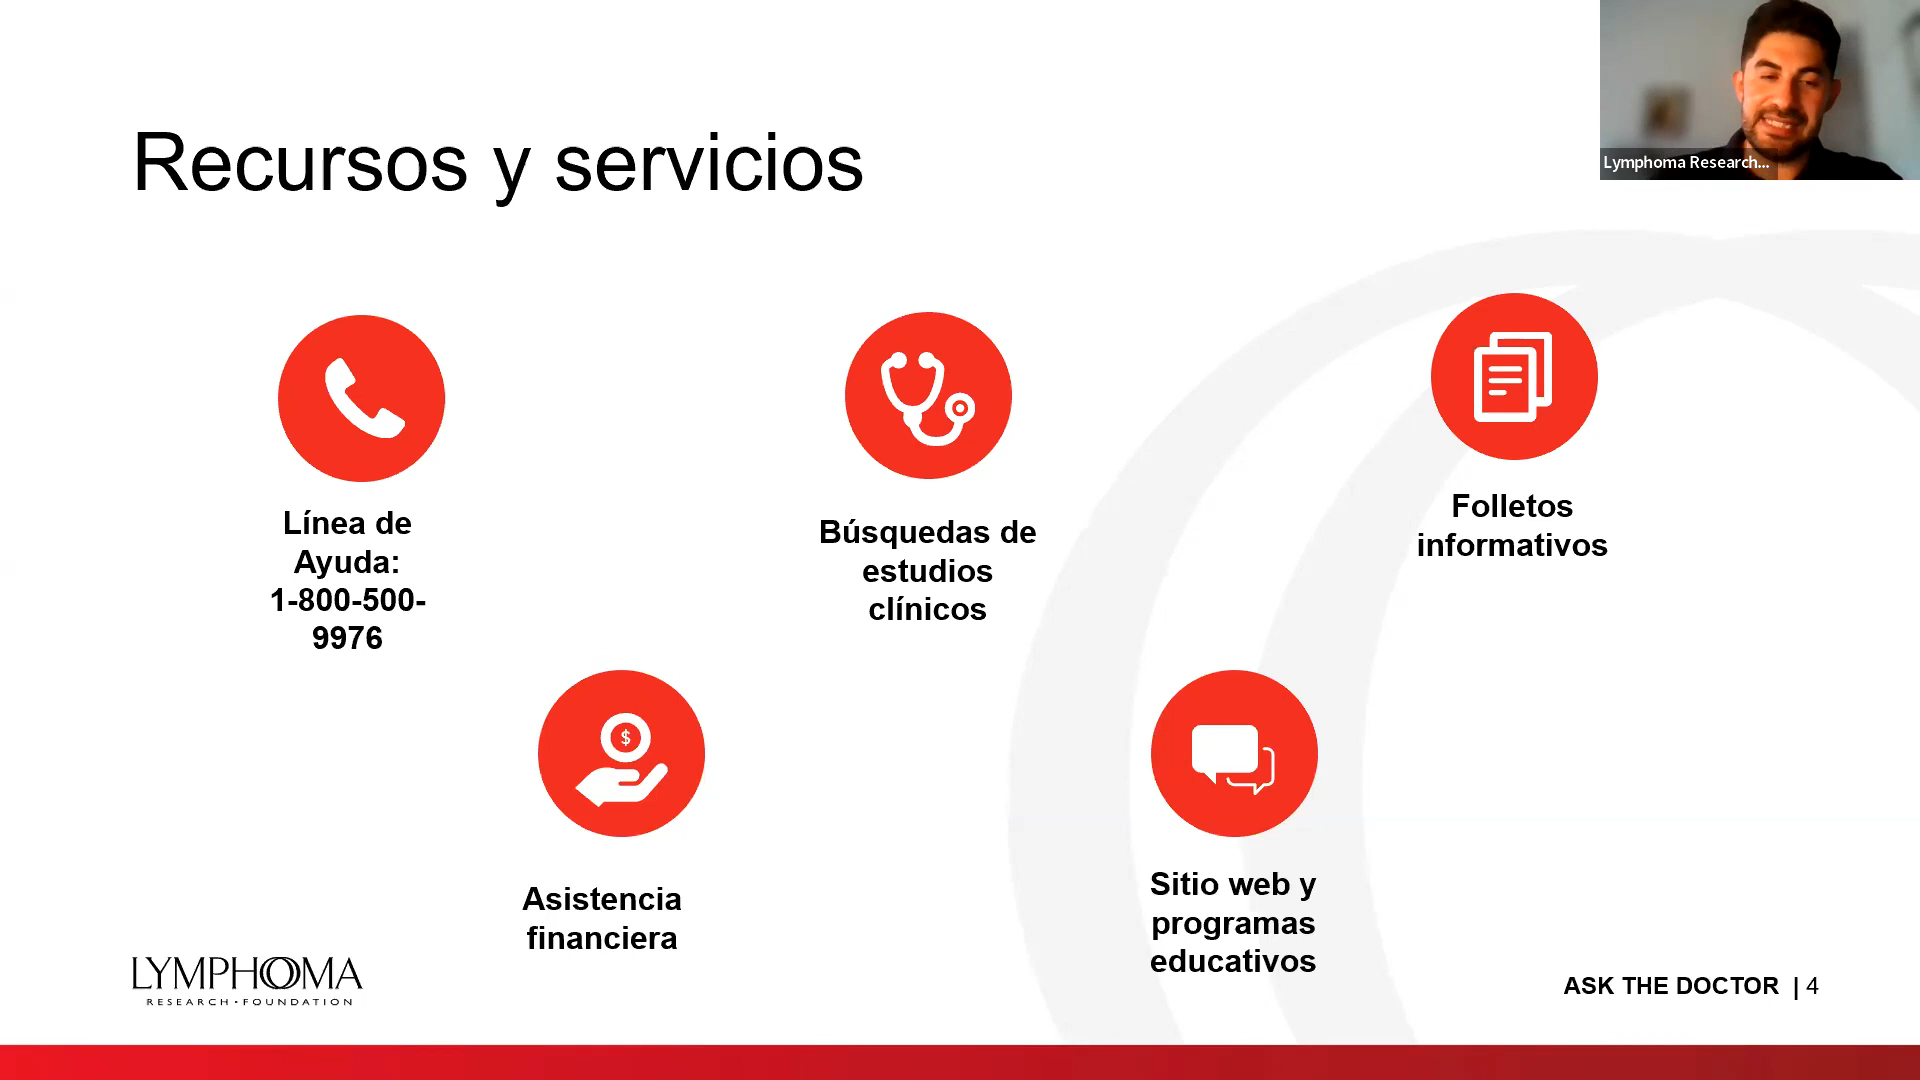 Recursos y servicios
Lymphoma Research...
Línea de
Ayuda:
1-800-500-
9976
Búsquedas de
estudios
clínicos
Folletos
informativos
$
Asistencia
financiera
Sitio web y
programas
educativos
LYMPHOMA
RESEARCH • FOUNDATION
ASK THE DOCTOR | 4